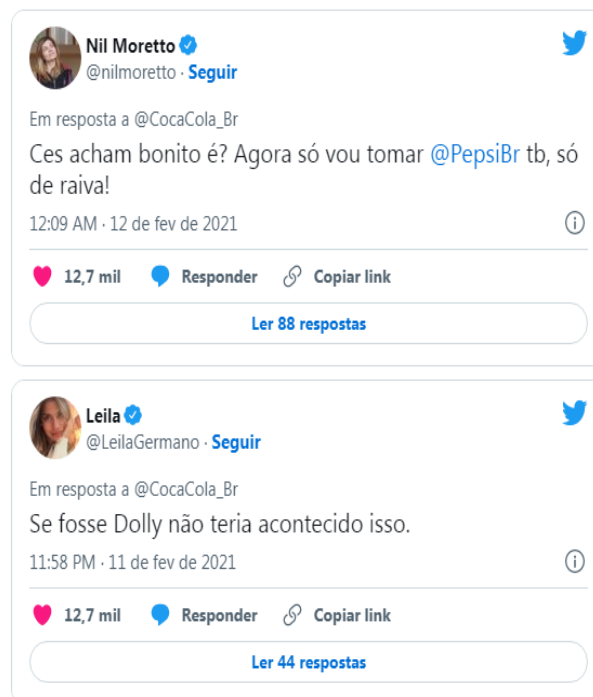 Nil Moretto
@nilmoretto · Seguir
Em resposta a @CocaCola_Br
Ces acham bonito é? Agora só vou tomar @PepsiBr tb, só
de raiva!
12:09 AM · 12 de fev de 2021
12,7 mil Responder Copiar link
Ler 88 respostas
Leila
@LeilaGermano · Seguir
Em resposta a @CocaCola_Br
Se fosse Dolly não teria acontecido isso.
11:58 PM · 11 de fev de 2021
12,7 mil Responder Copiar link
Ler 44 respostas